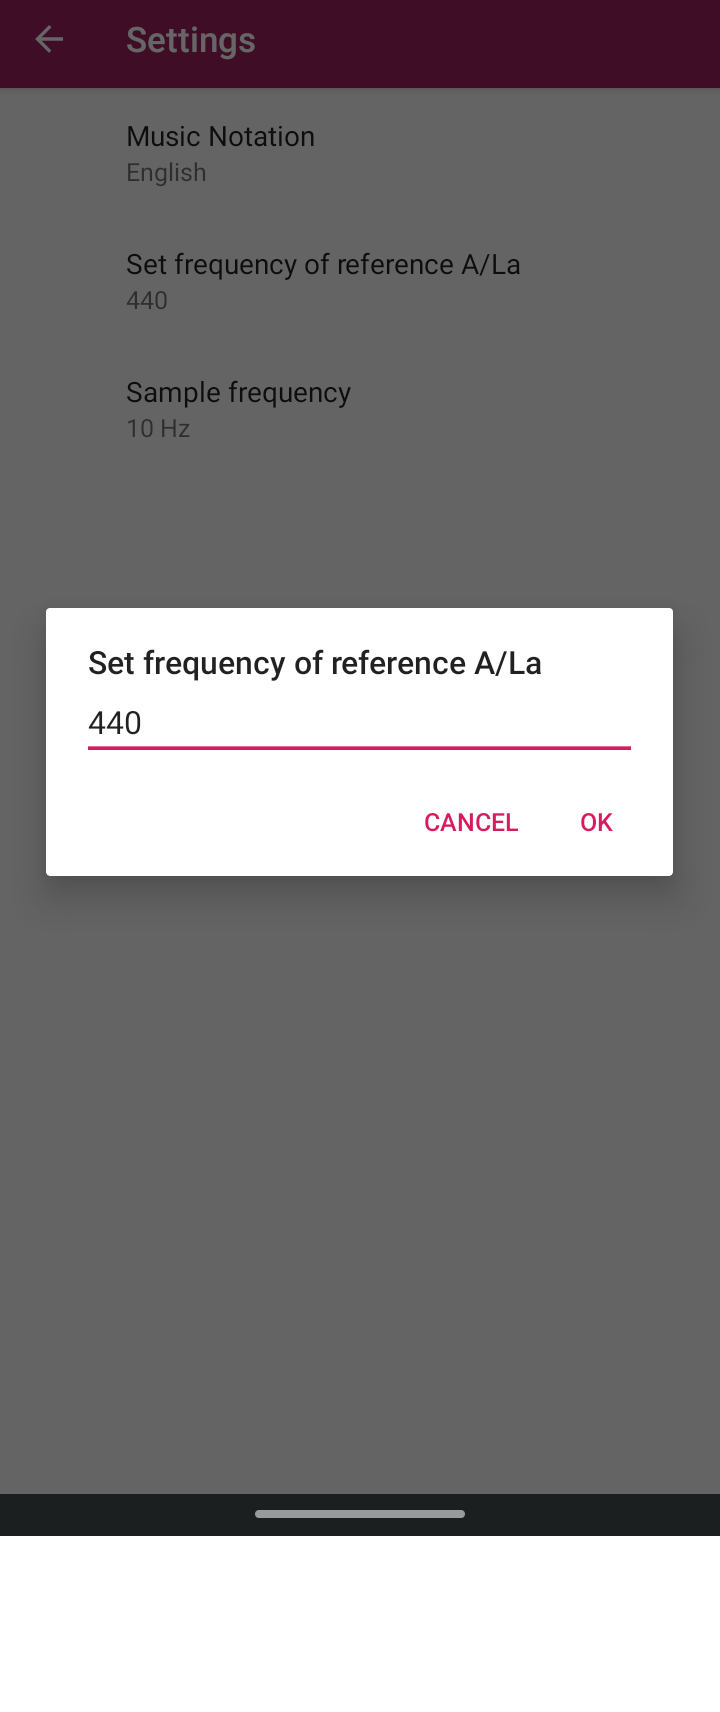 Settings
Music Notation
English
Set frequency of reference A/La
440
Sample frequency
10 Hz
Set frequency of reference A/La
440
CANCEL OK